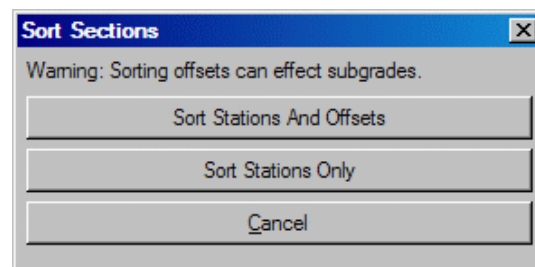 Sort Sections
Warning: Sorting offsets can effect subgrades.
Sort Stations And Offsets
Sort Stations Only
Cancel